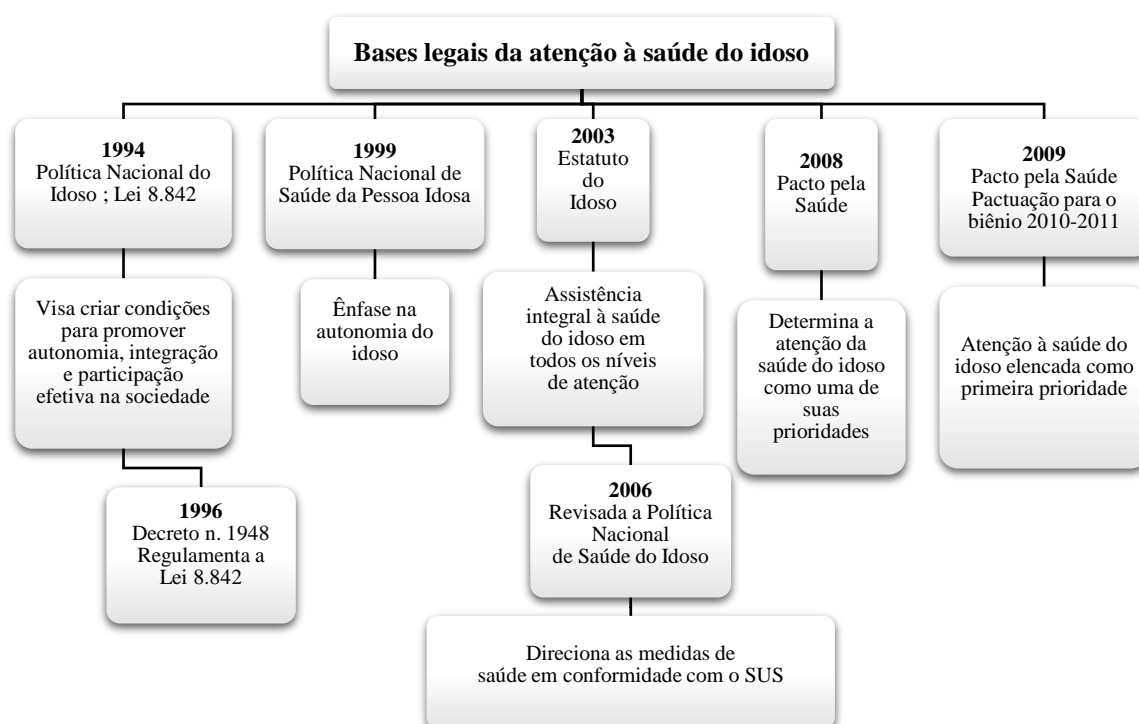 Bases legais da atenção à saúde do idoso
1994
Política Nacional do
Idoso ; Lei 8.842
Visa criar condições
para promover
autonomia, integração
e participação
efetiva na sociedade
1996
Decreto n. 1948
Regulamenta a
Lei 8.842
1999
Política Nacional de
Saúde da Pessoa Idosa
Ênfase na
autonomia do
idoso
2003
Estatuto
do
Idoso
Assistência
integral à saúde
do idoso em
todos os níveis
de atenção
2006
Revisada a Política
Nacional
de Saúde do Idoso
Direciona as medidas de
saúde em conformidade com o SUS
2008
Pacto pela
Saúde
Determina a
atenção da
saúde do idoso
como uma de
suas
prioridades
2009
Pacto pela Saúde
Pactuação para o
biênio 2010-2011
Atenção à saúde do
idoso elencada como
primeira prioridade